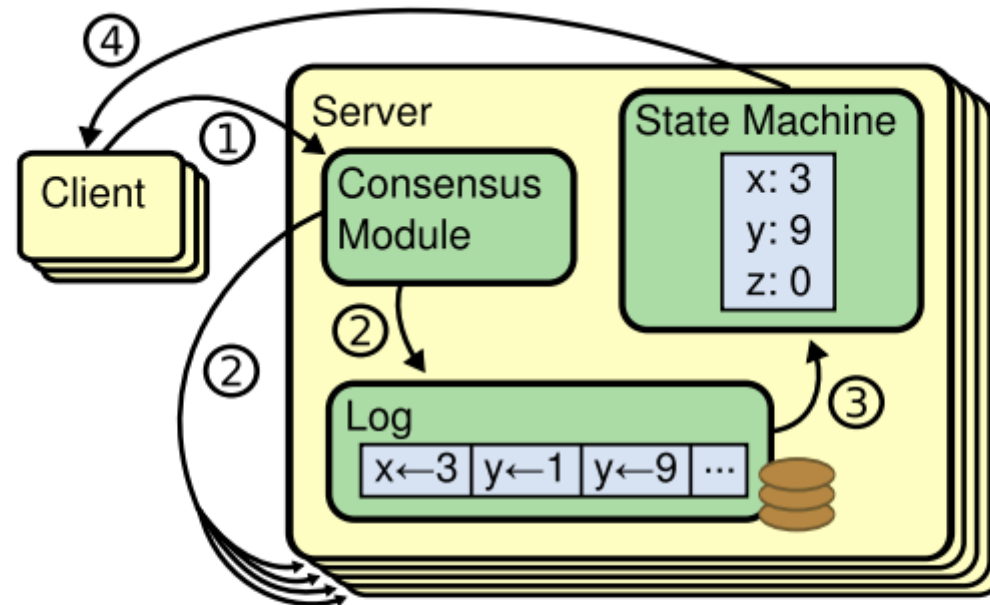 ④
①
Server
State Machine
Client
Consensus
Module
x: 3
y: 9
z: 0
②
②
③
Log
x←3 y←1 y←9 ...